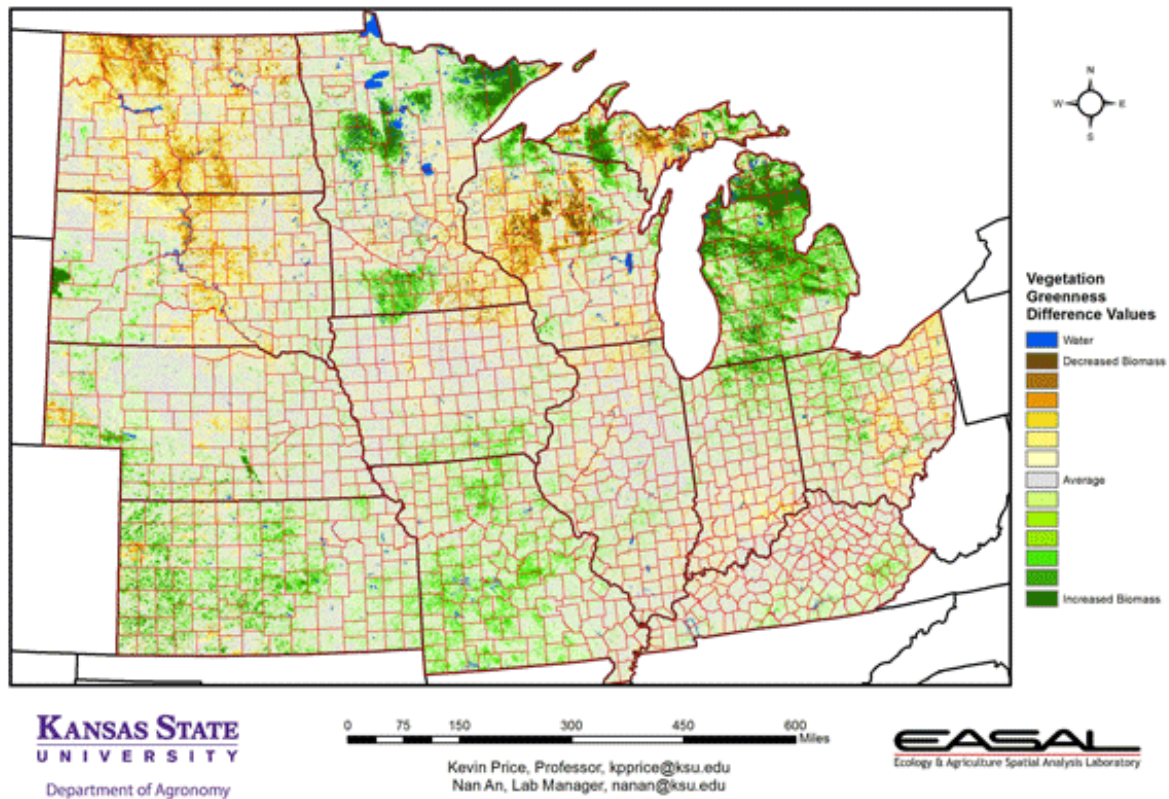 N
W
E
S
Vegetation
Greenness
Difference Values
Water
Decreased Biomass
Average
Increased Biomass
KANSAS STATE
UNIVERSITY
Department of Agronomy
0 75 150 300 450 600
Miles
Kevin Price, Professor, kpprice@ksu.edu
Nan An, Lab Manager, nanan@ksu.edu
EASAL
Ecology & Agriculture Spatial Analysis Laboratory